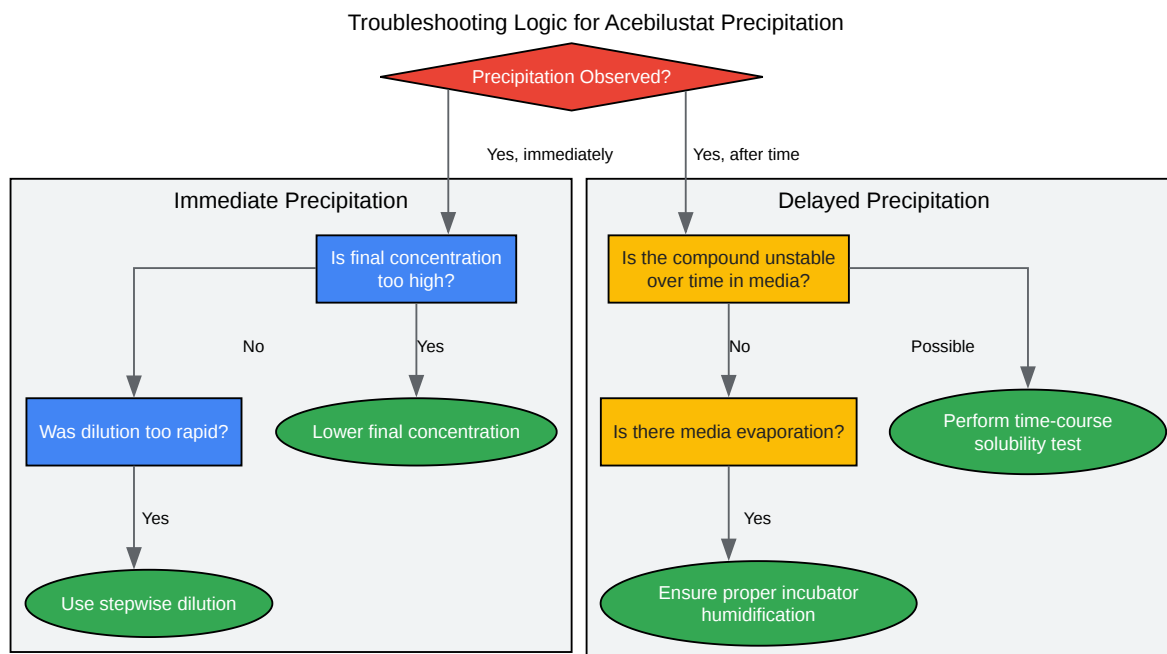 Troubleshooting Logic for Acebilustat Precipitation
Precipitation Observed?
Yes, immediately
Yes, after time
Immediate Precipitation
Is final concentration
too high?
No
Yes
Was dilution too rapid?
Lower final concentration
Yes
Use stepwise dilution
Delayed Precipitation
Is the compound unstable
over time in media?
No
Possible
Is there media evaporation?
Perform time-course
solubility test
Yes
Ensure proper incubator
humidification